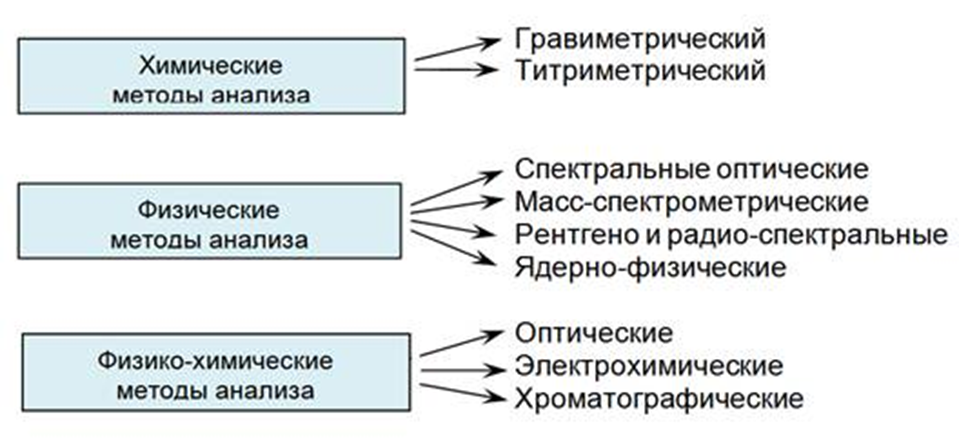 Химические
методы анализа
Гравиметрический
Титриметрический
Физические
методы анализа
Спектральные оптические
Масс-спектрометрические
Рентгено и радио-спектральные
Ядерно-физические
Физико-химические
методы анализа
Оптические
Электрохимические
Хроматографические